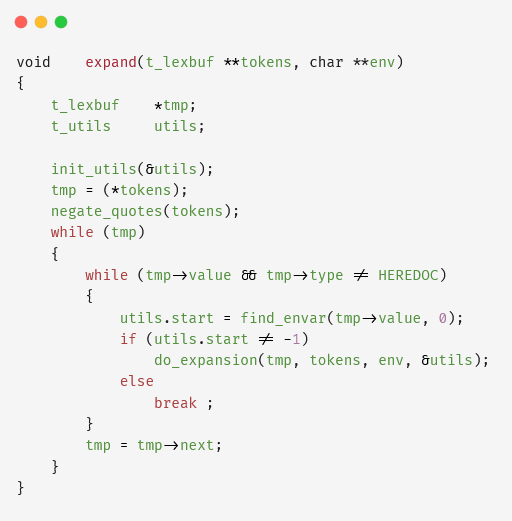 void    expand(t_lexbuf **tokens, char **env)
{
    t_lexbuf    *tmp;
    t_utils     utils;

    init_utils(&utils);
    tmp = (*tokens);
    negate_quotes(tokens);
    while (tmp)
    {
        while (tmp->value && tmp->type != HEREDOC)
        {
            utils.start = find_envar(tmp->value, 0);
            if (utils.start != -1)
                do_expansion(tmp, tokens, env, &utils);
            else
                break ;
        }
        tmp = tmp->next;
    }
}